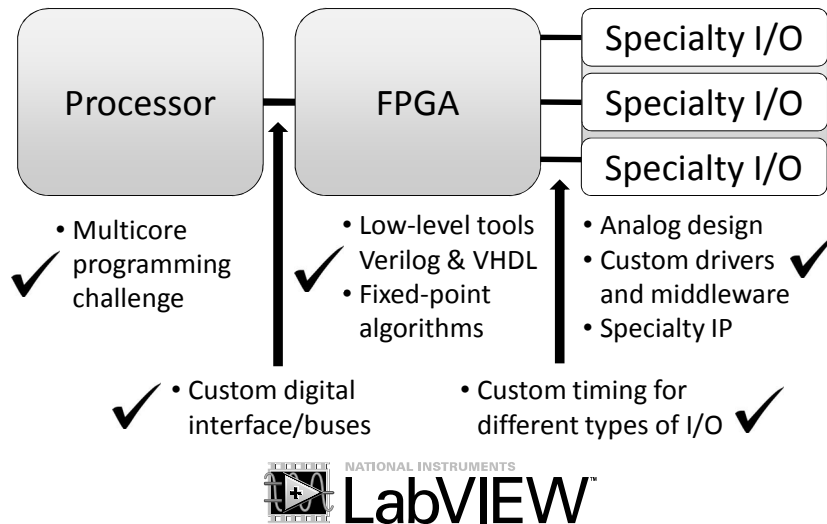 Processor
FPGA
Specialty I/O
Specialty I/O
Specialty I/O
• Multicore
programming
challenge
• Low-level tools
Verilog & VHDL
• Fixed-point
algorithms
• Analog design
• Custom drivers
and middleware
• Specialty IP
• Custom digital
interface/buses
• Custom timing for
different types of I/O
NATIONAL INSTRUMENTS
LabVIEW™